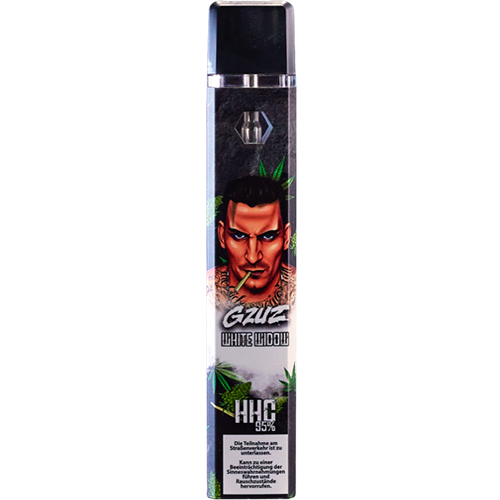 GZUZ
WHITE WIDOW
HHC
95%
Die Teilnahme am
Straßenverkehr ist zu
unterlassen.
Kann zu einer
Beeinträchtigung der
Sinneswahrnehmungen
führen und
Rauschzustände
hervorrufen.